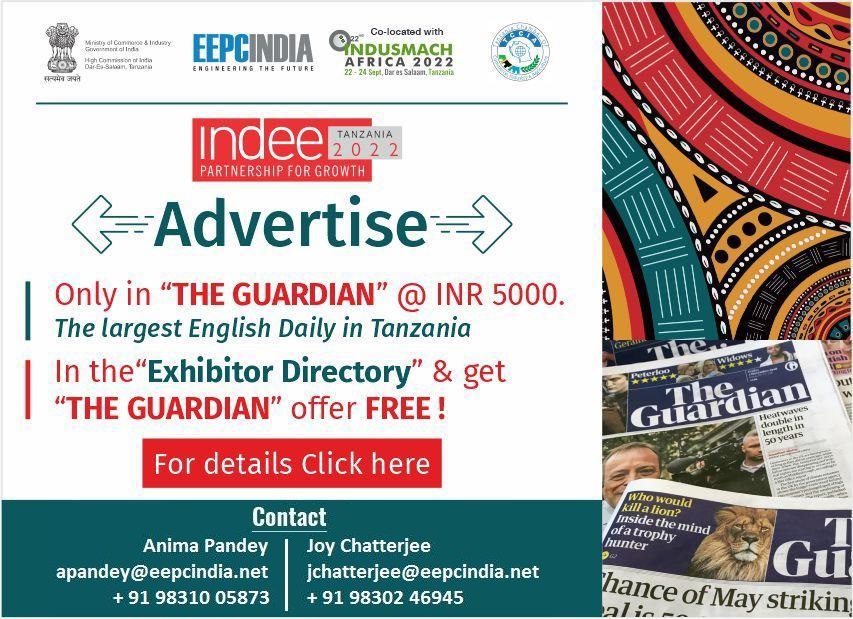 Ministry of Commerce & Industry
Government of India
High Commission of India
Dar-Es-Salaam, Tanzania
सत्यमेव जयते
EEPCINDIA
ENGINEERING THE FUTURE
Co-located with
22nd
INDUSMACH
AFRICA 2022
22 - 24 Sept, Dar es Salaam, Tanzania
TCCIA
indee TANZANIA
2022
PARTNERSHIP FOR GROWTH
Advertise
Only in “THE GUARDIAN” @ INR 5000.
The largest English Daily in Tanzania
In the“Exhibitor Directory” & get
“THE GUARDIAN” offer FREE !
For details Click here
Contact
Anima Pandey
apandey@eepcindia.net
+ 91 98310 05873
Joy Chatterjee
jchatterjee@eepcindia.net
+ 91 98302 46945
The
Peterloo
Widows
The
Guardian
Heatwaves
double in
length in
50 years
Who would
kill a lion?
Inside the mind
of a trophy
hunter
Gu
Chance of May striking